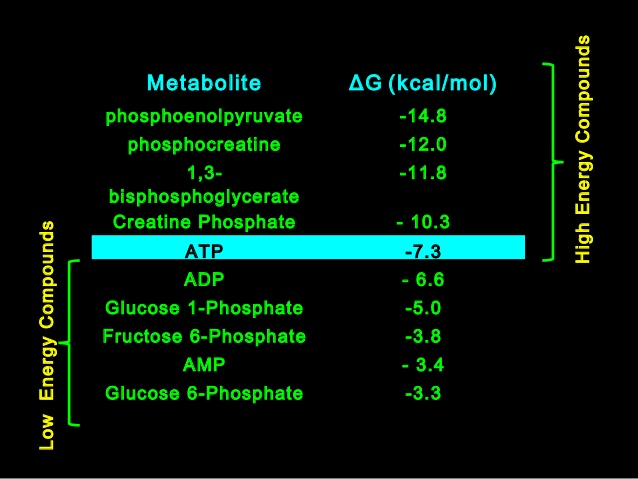 Metabolite ΔG (kcal/mol)
phosphoenolpyruvate -14.8
phosphocreatine -12.0
1,3- -11.8
bisphosphoglycerate
Creatine Phosphate - 10.3
ATP -7.3
ADP - 6.6
Glucose 1-Phosphate -5.0
Fructose 6-Phosphate -3.8
AMP - 3.4
Glucose 6-Phosphate -3.3
High Energy Compounds
Low Energy Compounds